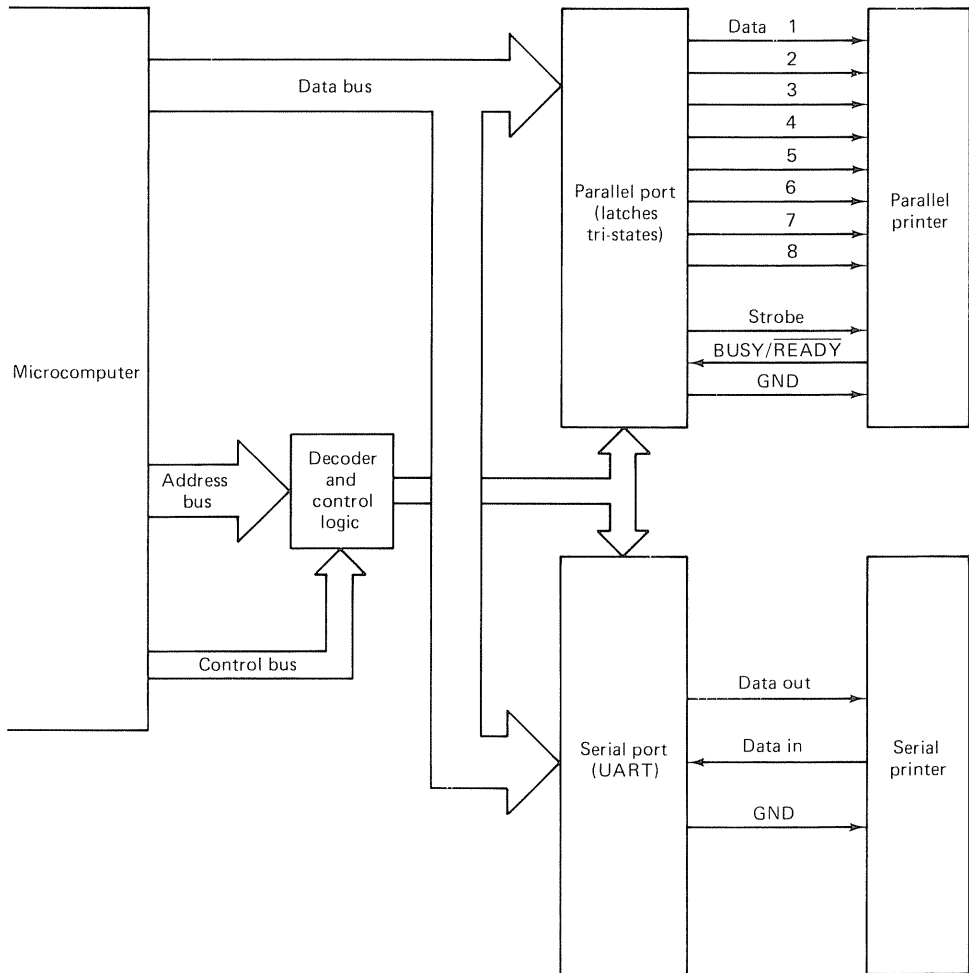 Data 1
2
3
4
5
6
7
8
Data bus
Parallel port
(latches
tri-states)
Parallel
printer
Strobe
BUSY/READY
GND
Microcomputer
Address
bus
Decoder
and
control
logic
Control bus
Serial port
(UART)
Data out
Data in
GND
Serial
printer